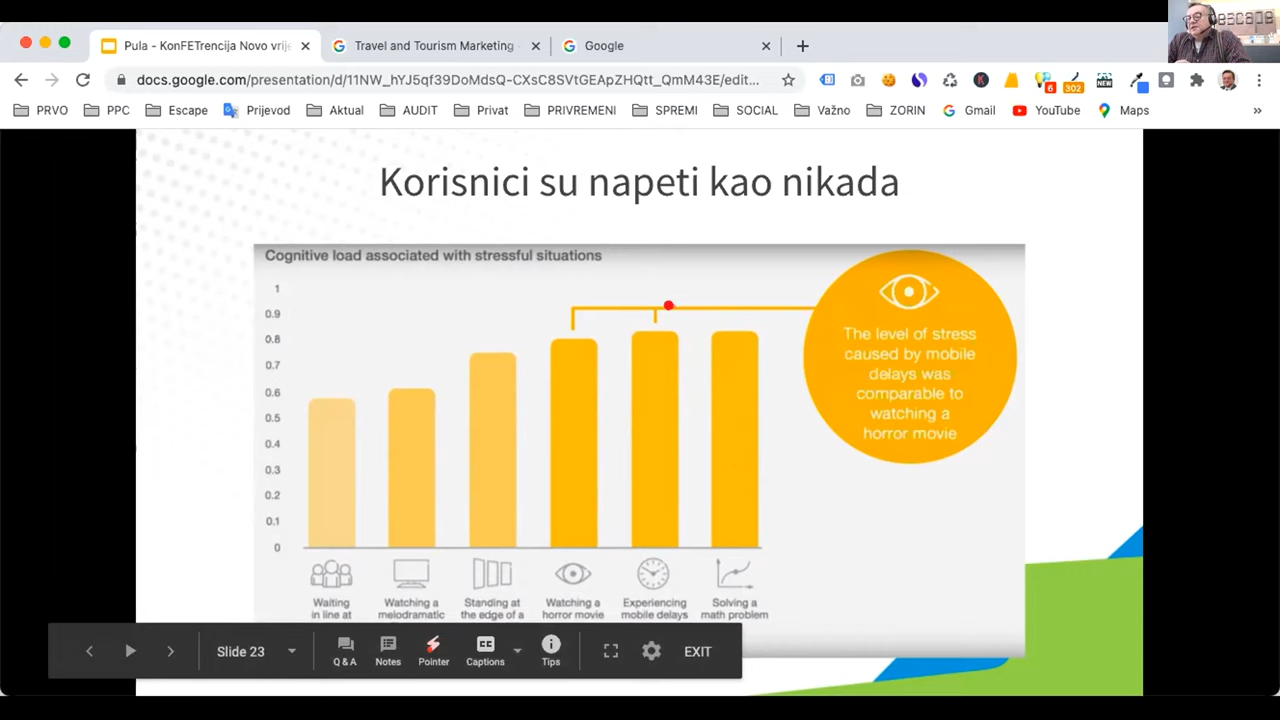 Pula - KonFETrencija Novo vrije
Travel and Tourism Marketing
Google
docs.google.com/presentation/d/11NW_hYJ5qf39DoMdsQ-CXsC8SVtGEApZHQtt_QmM43E/edit...
PRVO PPC Escape Prijevod Aktual AUDIT Privat PRIVREMENI SPREMI SOCIAL Važno ZORIN Gmail YouTube Maps »
6 302 NEW
Korisnici su napeti kao nikada
Cognitive load associated with stressful situations
1
0.9
0.8
0.7
0.6
0.5
0.4
0.3
0.2
0.1
0
The level of stress
caused by mobile
delays was
comparable to
watching a
horror movie
Waiting
in line at
Watching a
melodramatic
Standing at
the edge of a
Watching a
horror movie
Experiencing
mobile delays
Solving a
math problem
Slide 23
Q & A
Notes
Pointer
CC
Captions
Tips
EXIT